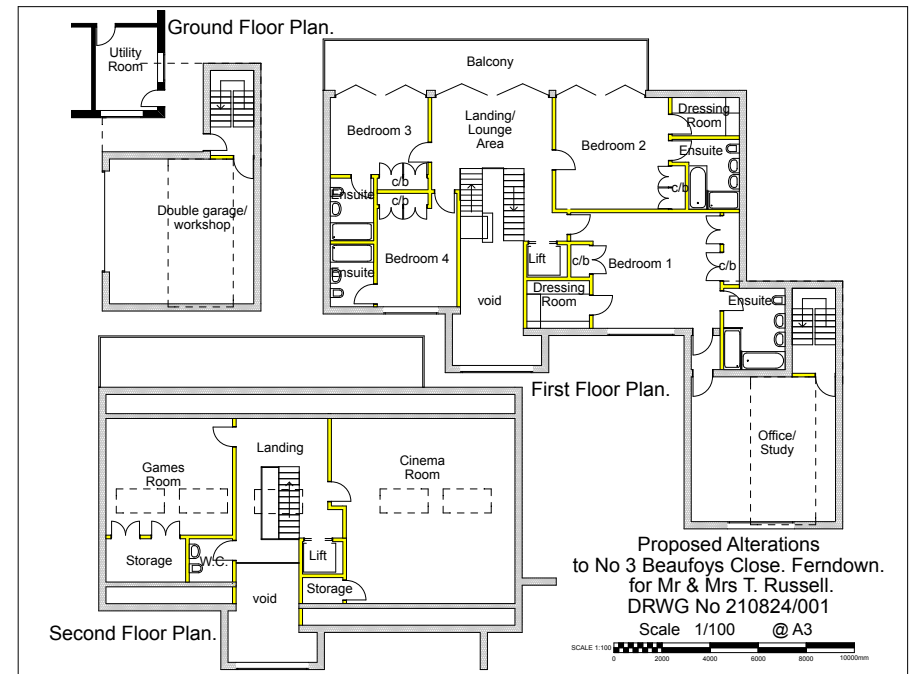 Ground Floor Plan.
Utility
Room
Double garage/
workshop
Balcony
Bedroom 3
Landing/
Lounge
Area
Bedroom 2
Dressing
Room
Ensuite
c/b
c/b
c/b
Ensuite
Ensuite
Bedroom 4
void
Lift
c/b
Bedroom 1
c/b
Dressing
Room
Ensuite
First Floor Plan.
Office/
Study
Landing
Games
Room
Cinema
Room
Storage
W.C.
Lift
Storage
void
Second Floor Plan.
Proposed Alterations
to No 3 Beaufoys Close. Ferndown.
for Mr & Mrs T. Russell.
DRWG No 210824/001
Scale 1/100 @ A3
SCALE 1:100
0 2000 4000 6000 8000 10000mm